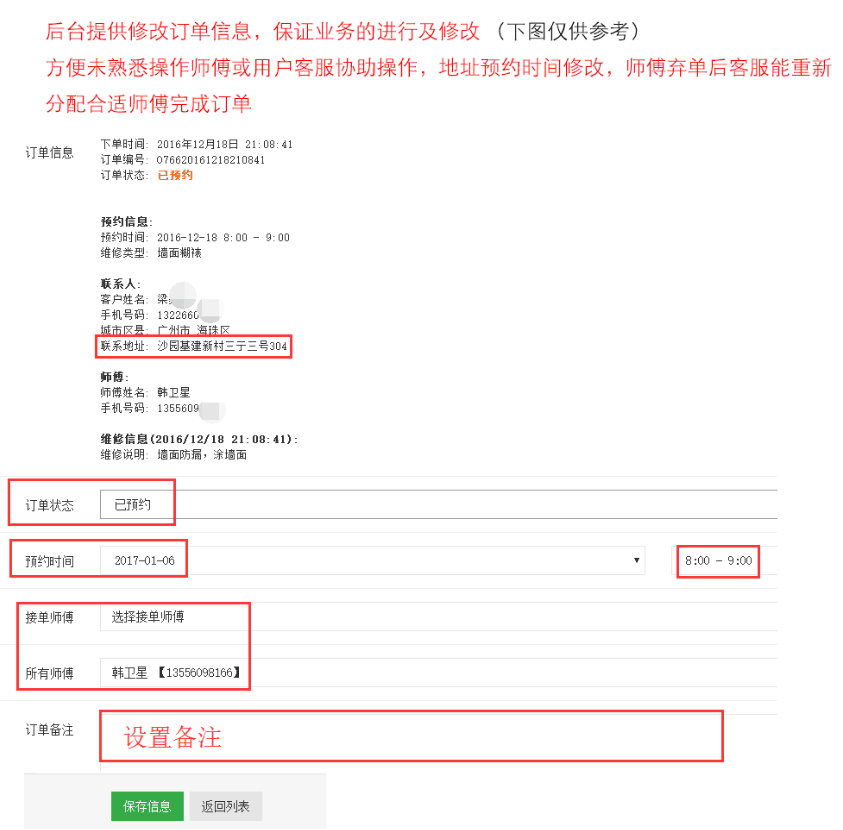 后台提供修改订单信息，保证业务的进行及修改 （下图仅供参考）
方便未熟悉操作师傅或用户客服协助操作，地址预约时间修改，师傅弃单后客服能重新
分配合适师傅完成订单
订单信息
下单时间: 2016年12月18日 21:08:41
订单编号: 076620161218210841
订单状态: 已预约
预约信息:
预约时间: 2016-12-18 8:00 - 9:00
维修类型: 墙面糊裱
联系人:
客户姓名: 梁
手机号码: 1322660
城市区县: 广州市 海珠区
联系地址: 沙园基建新村三亍三号304
师傅:
师傅姓名: 韩卫星
手机号码: 1355609
维修信息(2016/12/18 21:08:41):
维修说明: 墙面防漏，涂墙面
订单状态 已预约
预约时间 2017-01-06 8:00 - 9:00
接单师傅 选择接单师傅
所有师傅 韩卫星 【13556098166】
订单备注 设置备注
保存信息 返回列表